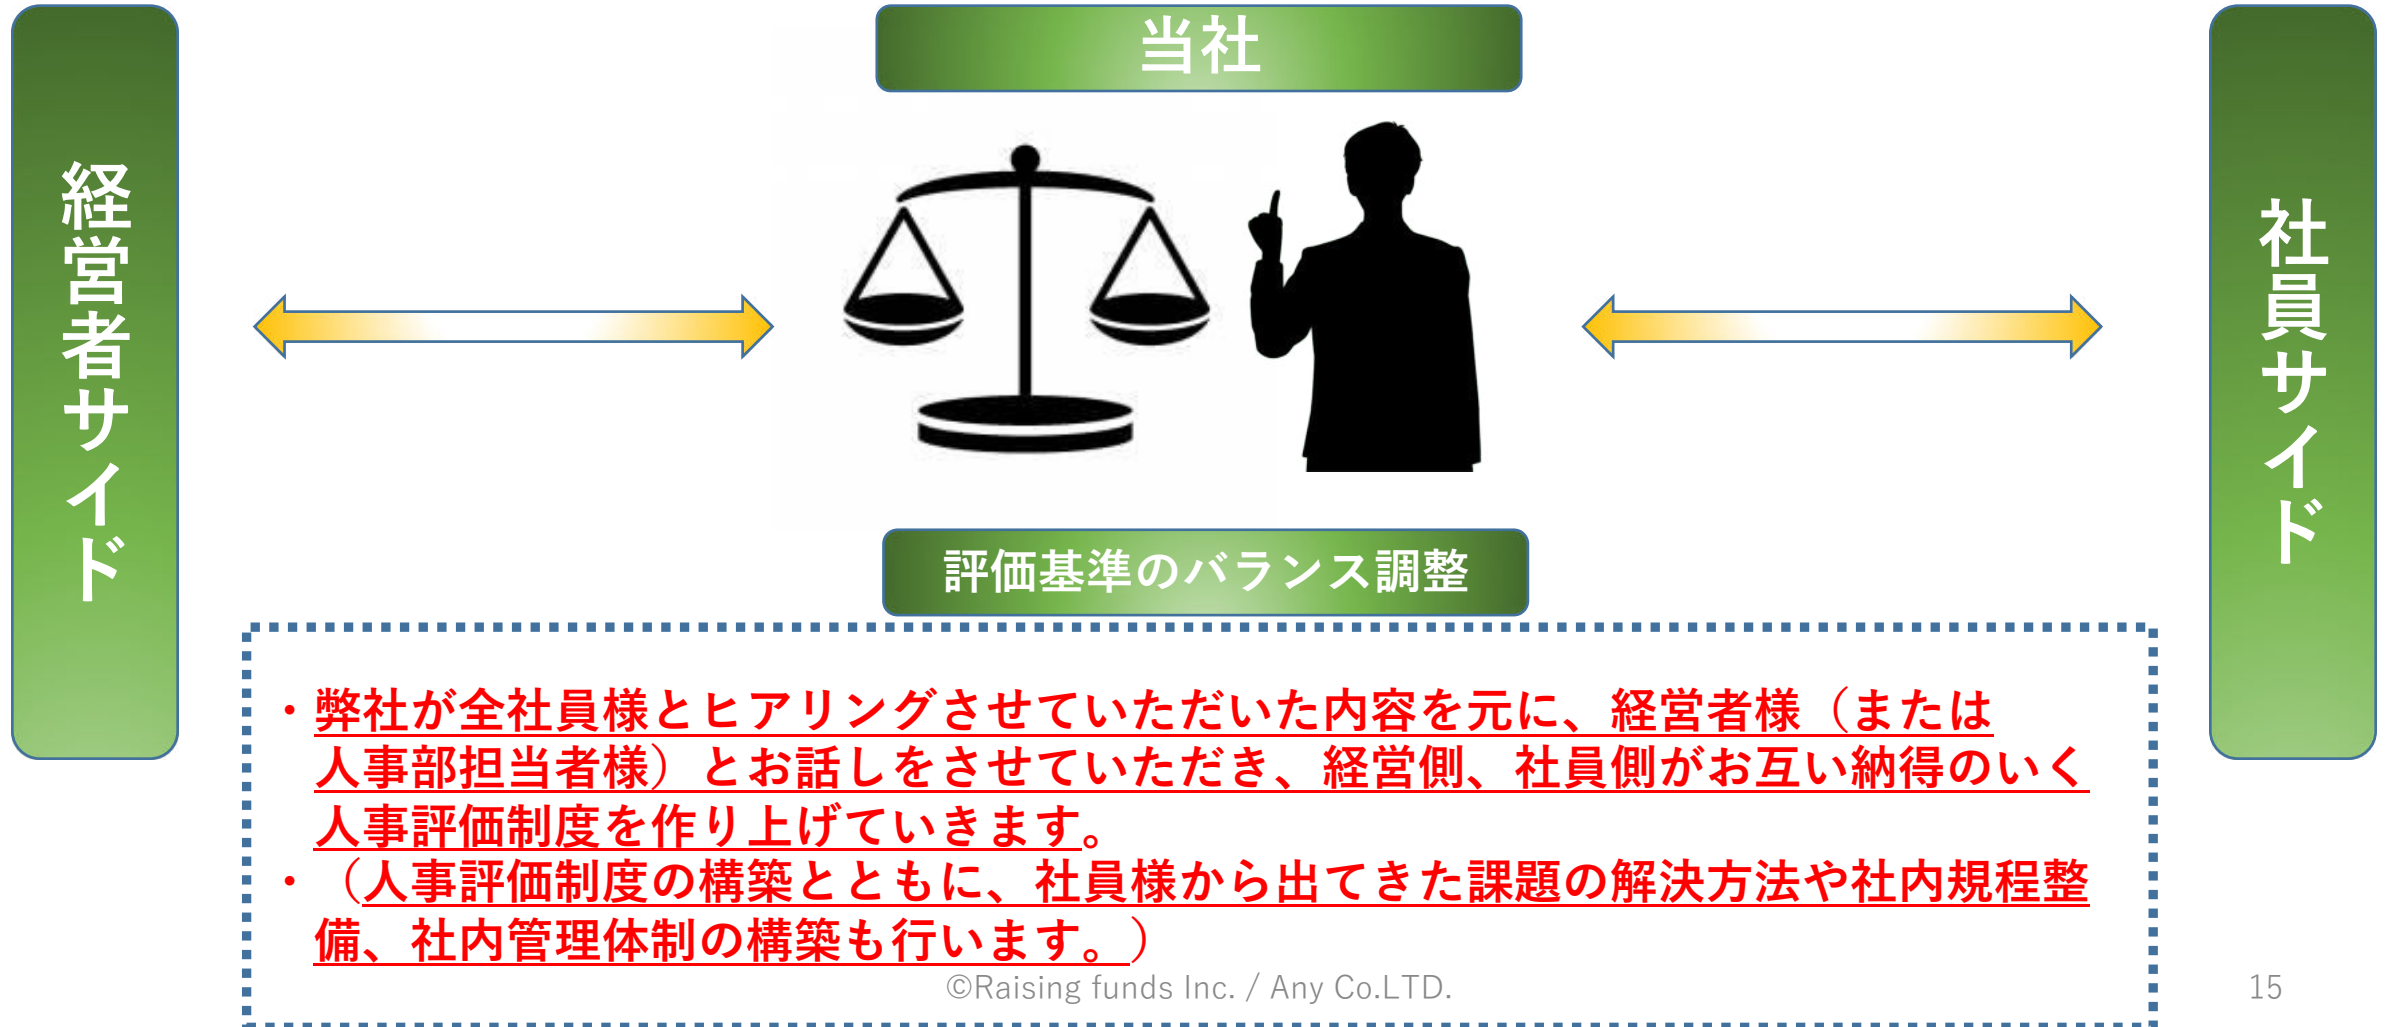 当社
経営者サイド
社員サイド
評価基準のバランス調整
・弊社が全社員様とヒアリングさせていただいた内容を元に、経営者様（または
人事部担当者様）とお話しをさせていただき、経営側、社員側がお互い納得のいく
人事評価制度を作り上げていきます。
・（人事評価制度の構築とともに、社員様から出てきた課題の解決方法や社内規程整
備、社内管理体制の構築も行います。）
©Raising funds Inc. / Any Co.LTD.
15